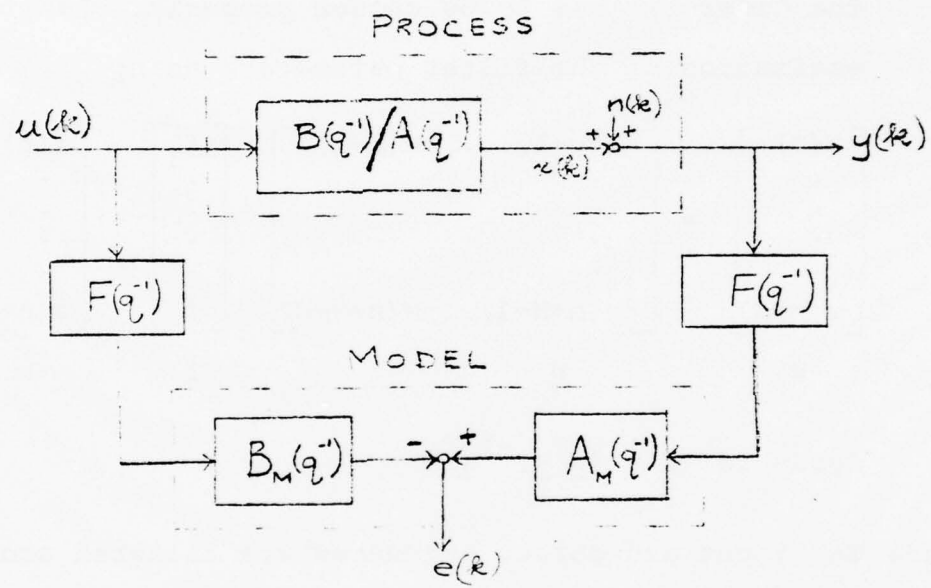 PROCESS
u(k)
B(q⁻¹)/A(q⁻¹)
n(k)
+ +
x(k)
y(k)
F(q⁻¹)
F(q⁻¹)
MODEL
B_M(q⁻¹)
- +
A_M(q⁻¹)
e(k)